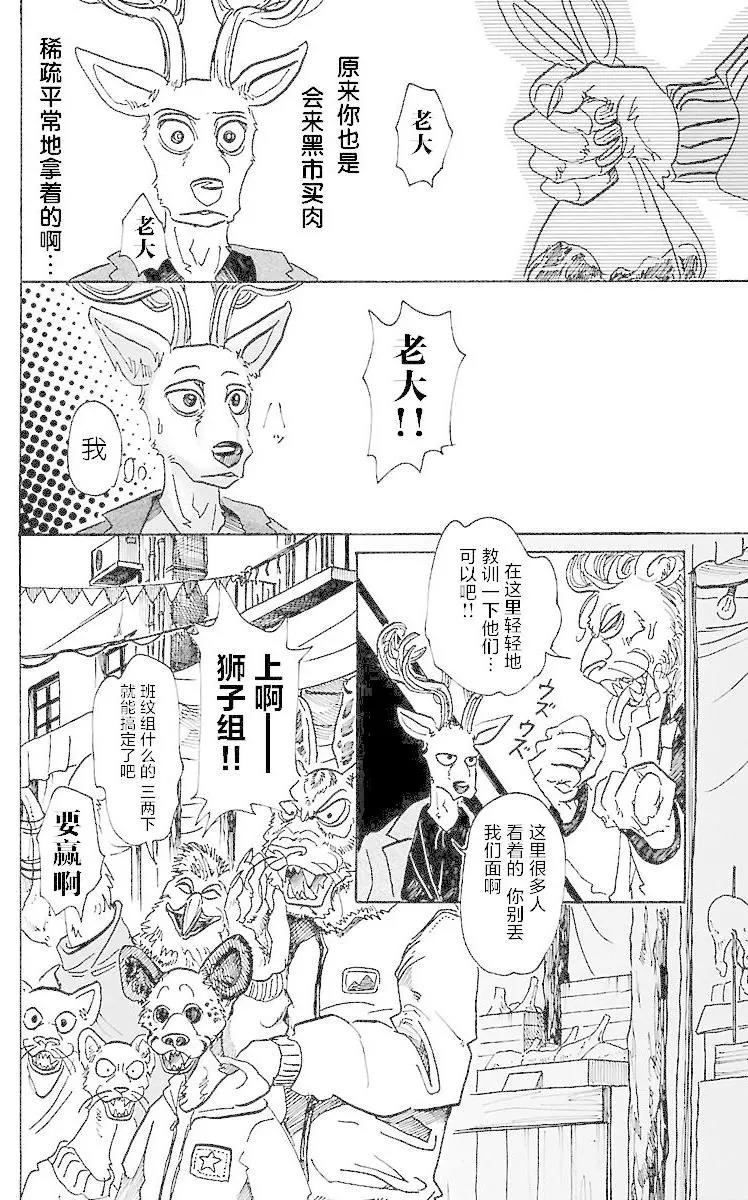 老大
原来你也是
会来黑市买肉
稀疏平常地拿着的啊…
老大
老大!!
我
在这里轻轻地
教训一下他们…
可以吧!!
ウズウズ
这里很多人
看着的 你别丢
我们面啊
上啊——
狮子组!!
班纹组什么的 三两下
就能搞定了吧
要赢啊